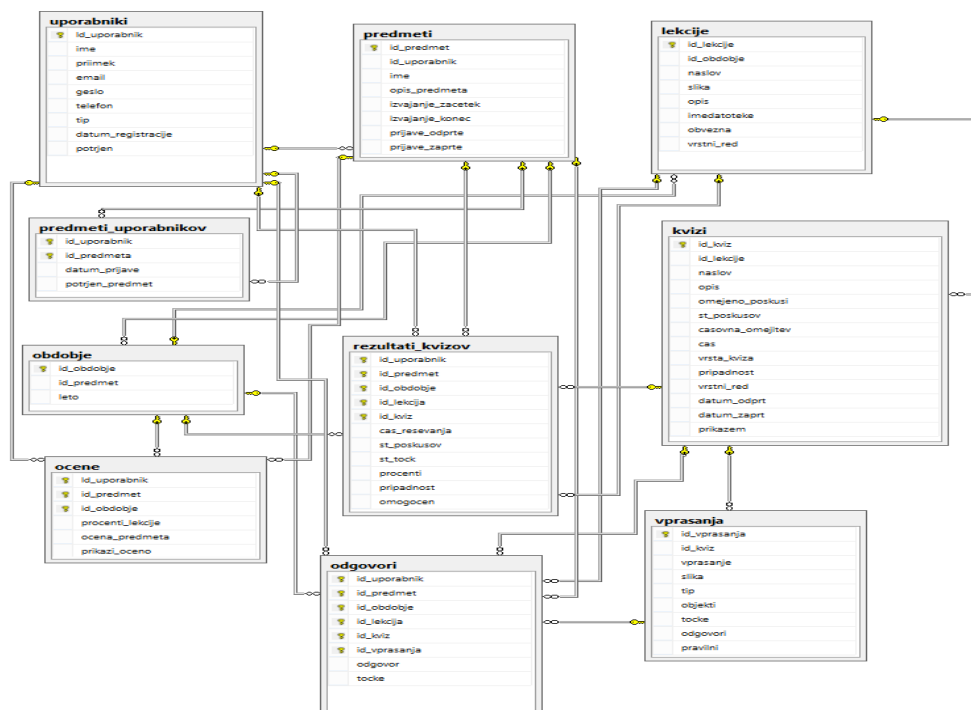 uporabniki
id_uporabnik
ime
priimek
email
geslo
telefon
tip
datum_registracije
potrjen
predmeti
id_predmet
id_uporabnik
ime
opis_predmeta
izvajanje_zacetek
izvajanje_konec
prijave_odprte
prijave_zaprte
lekcije
id_lekcije
id_obdobje
naslov
slika
opis
imedatoteke
obvezna
vrstni_red
predmeti_uporabnikov
id_uporabnik
id_predmeta
datum_prijave
potrjen_predmet
kvizi
id_kviz
id_lekcije
naslov
opis
omejeno_poskusi
st_poskusov
casovna_omejitev
cas
vrsta_kviza
pripadnost
vrstni_red
datum_odprt
datum_zaprt
prikazem
obdobje
id_obdobje
id_predmet
leto
rezultati_kvizov
id_uporabnik
id_predmet
id_obdobje
id_lekcija
id_kviz
cas_resevanja
st_poskusov
st_tock
procenti
pripadnost
omogocen
ocene
id_uporabnik
id_predmet
id_obdobje
procenti_lekcije
ocena_predmeta
prikazi_oceno
odgovori
id_uporabnik
id_predmet
id_obdobje
id_lekcija
id_kviz
id_vprasanja
odgovor
tocke
vprasanja
id_vprasanja
id_kviz
vprasanje
slika
tip
objekti
tocke
odgovori
pravilni